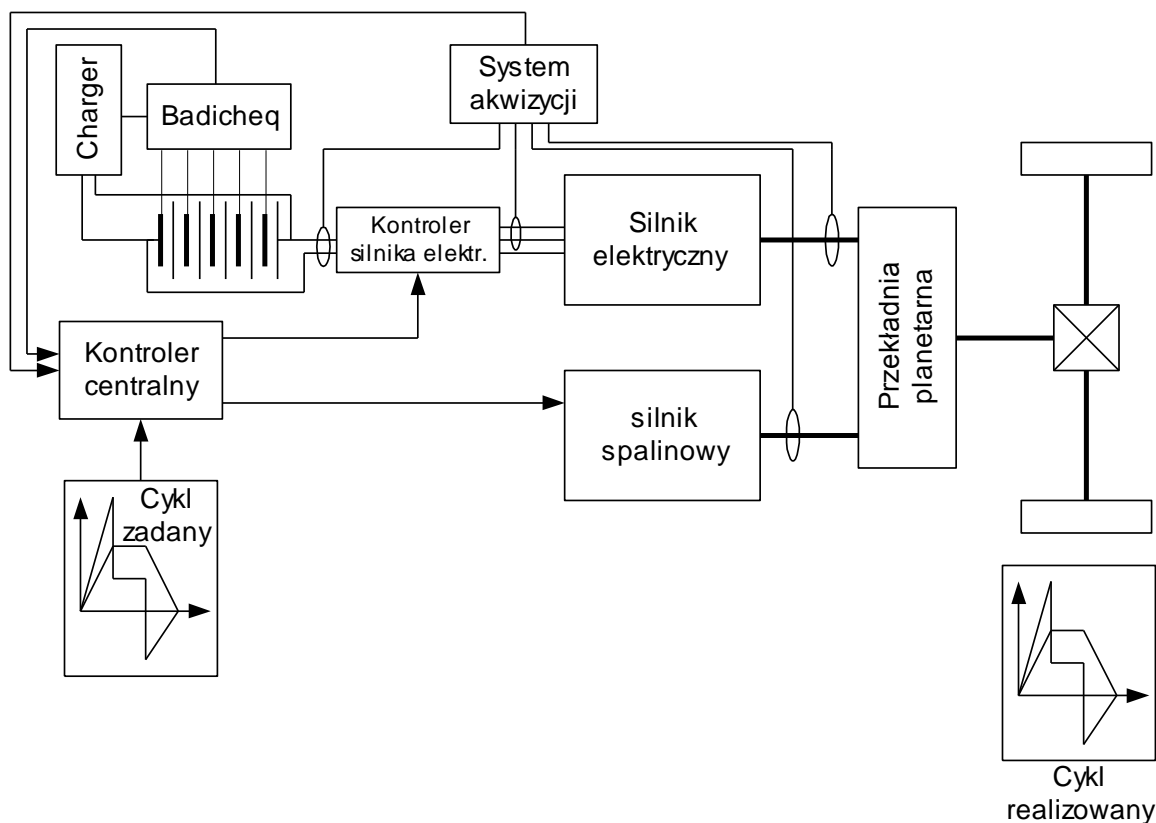 Charger
Badicheq
System
akwizycji
Kontroler
silnika elektr.
Silnik
elektryczny
Przekładnia
planetarna
Kontroler
centralny
silnik
spalinowy
Cykl
zadany
Cykl
realizowany